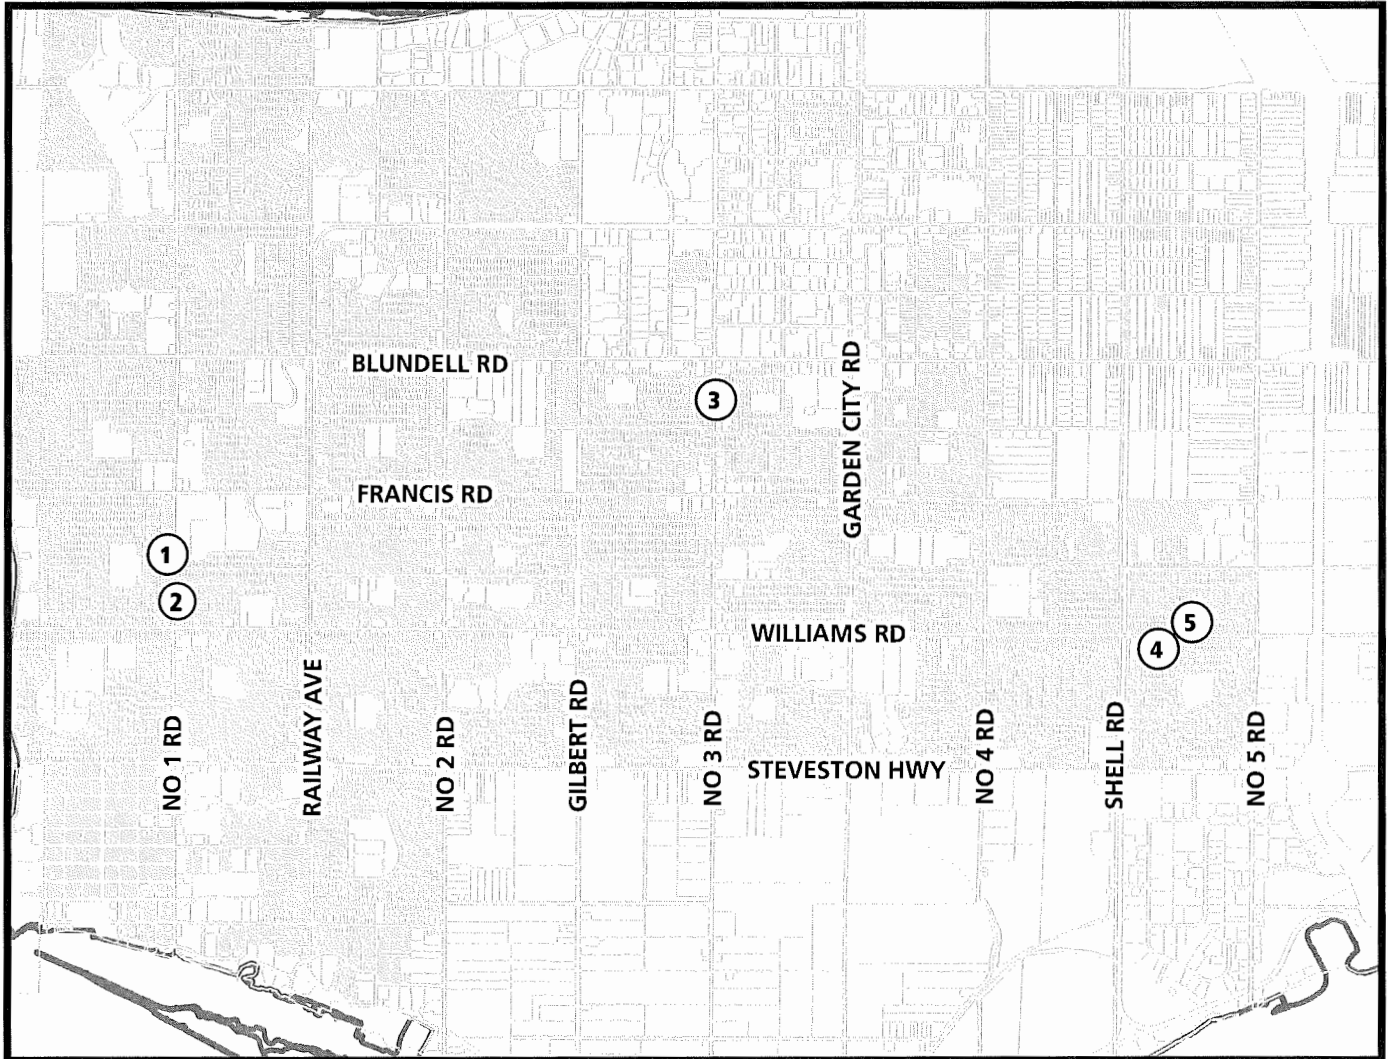 BLUNDELL RD
GARDEN CITY RD
3
FRANCIS RD
1
2
WILLIAMS RD
5
4
NO 1 RD
RAILWAY AVE
NO 2 RD
GILBERT RD
NO 3 RD
STEVESTON HWY
NO 4 RD
SHELL RD
NO 5 RD